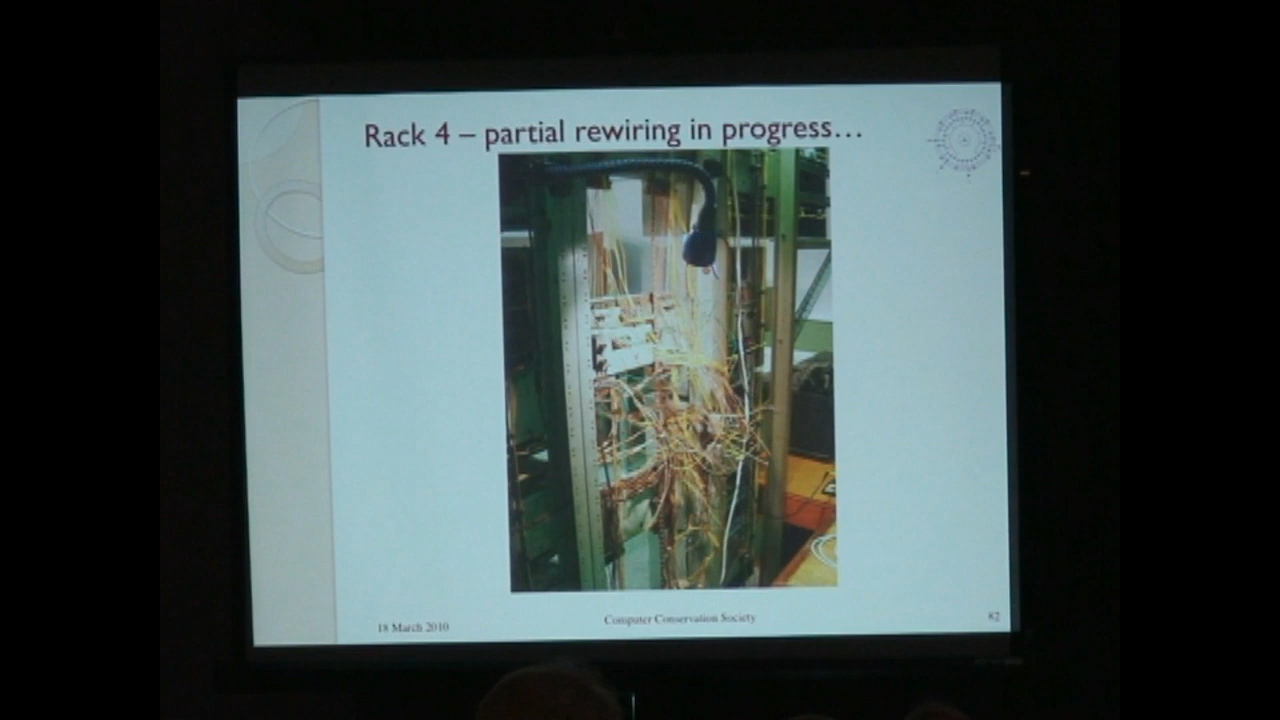 Rack 4 – partial rewiring in progress...
18 March 2010
Computer Conservation Society
82